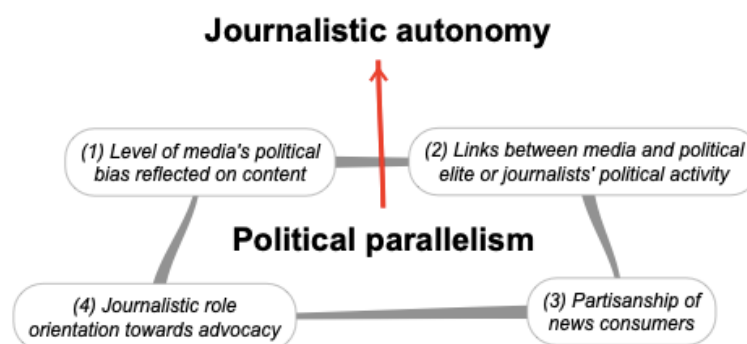 Journalistic autonomy
(1) Level of media's political
bias reflected on content
(2) Links between media and political
elite or journalists' political activity
Political parallelism
(4) Journalistic role
orientation towards advocacy
(3) Partisanship of
news consumers